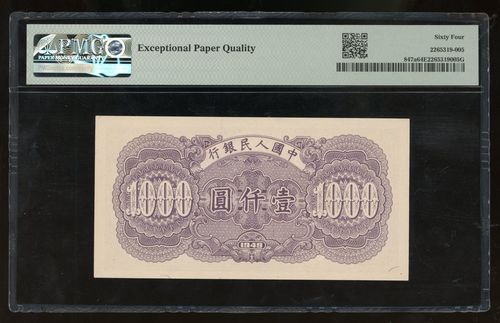 PMG
PAPER MONEY GUARANTY
Exceptional Paper Quality
Sixty Four
2265319-005
847a64E2265319005G
行銀民人國中
1000
圓仟壹
1000
1949